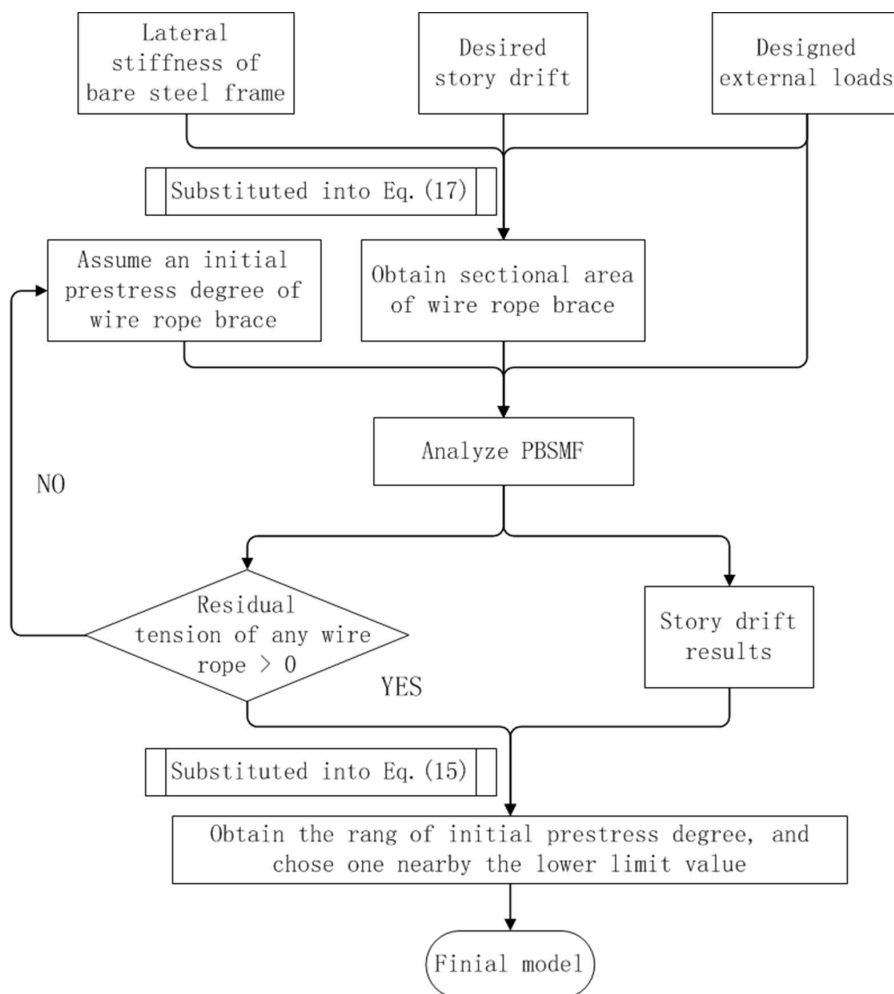 Lateral
stiffness of
bare steel frame
Desired
story drift
Designed
external loads
Substituted into Eq.(17)
Assume an initial
prestress degree of
wire rope brace
Obtain sectional area
of wire rope brace
Analyze PBSMF
NO
Residual
tension of any wire
rope > 0
YES
Story drift
results
Substituted into Eq.(15)
Obtain the rang of initial prestress degree, and
chose one nearby the lower limit value
Finial model